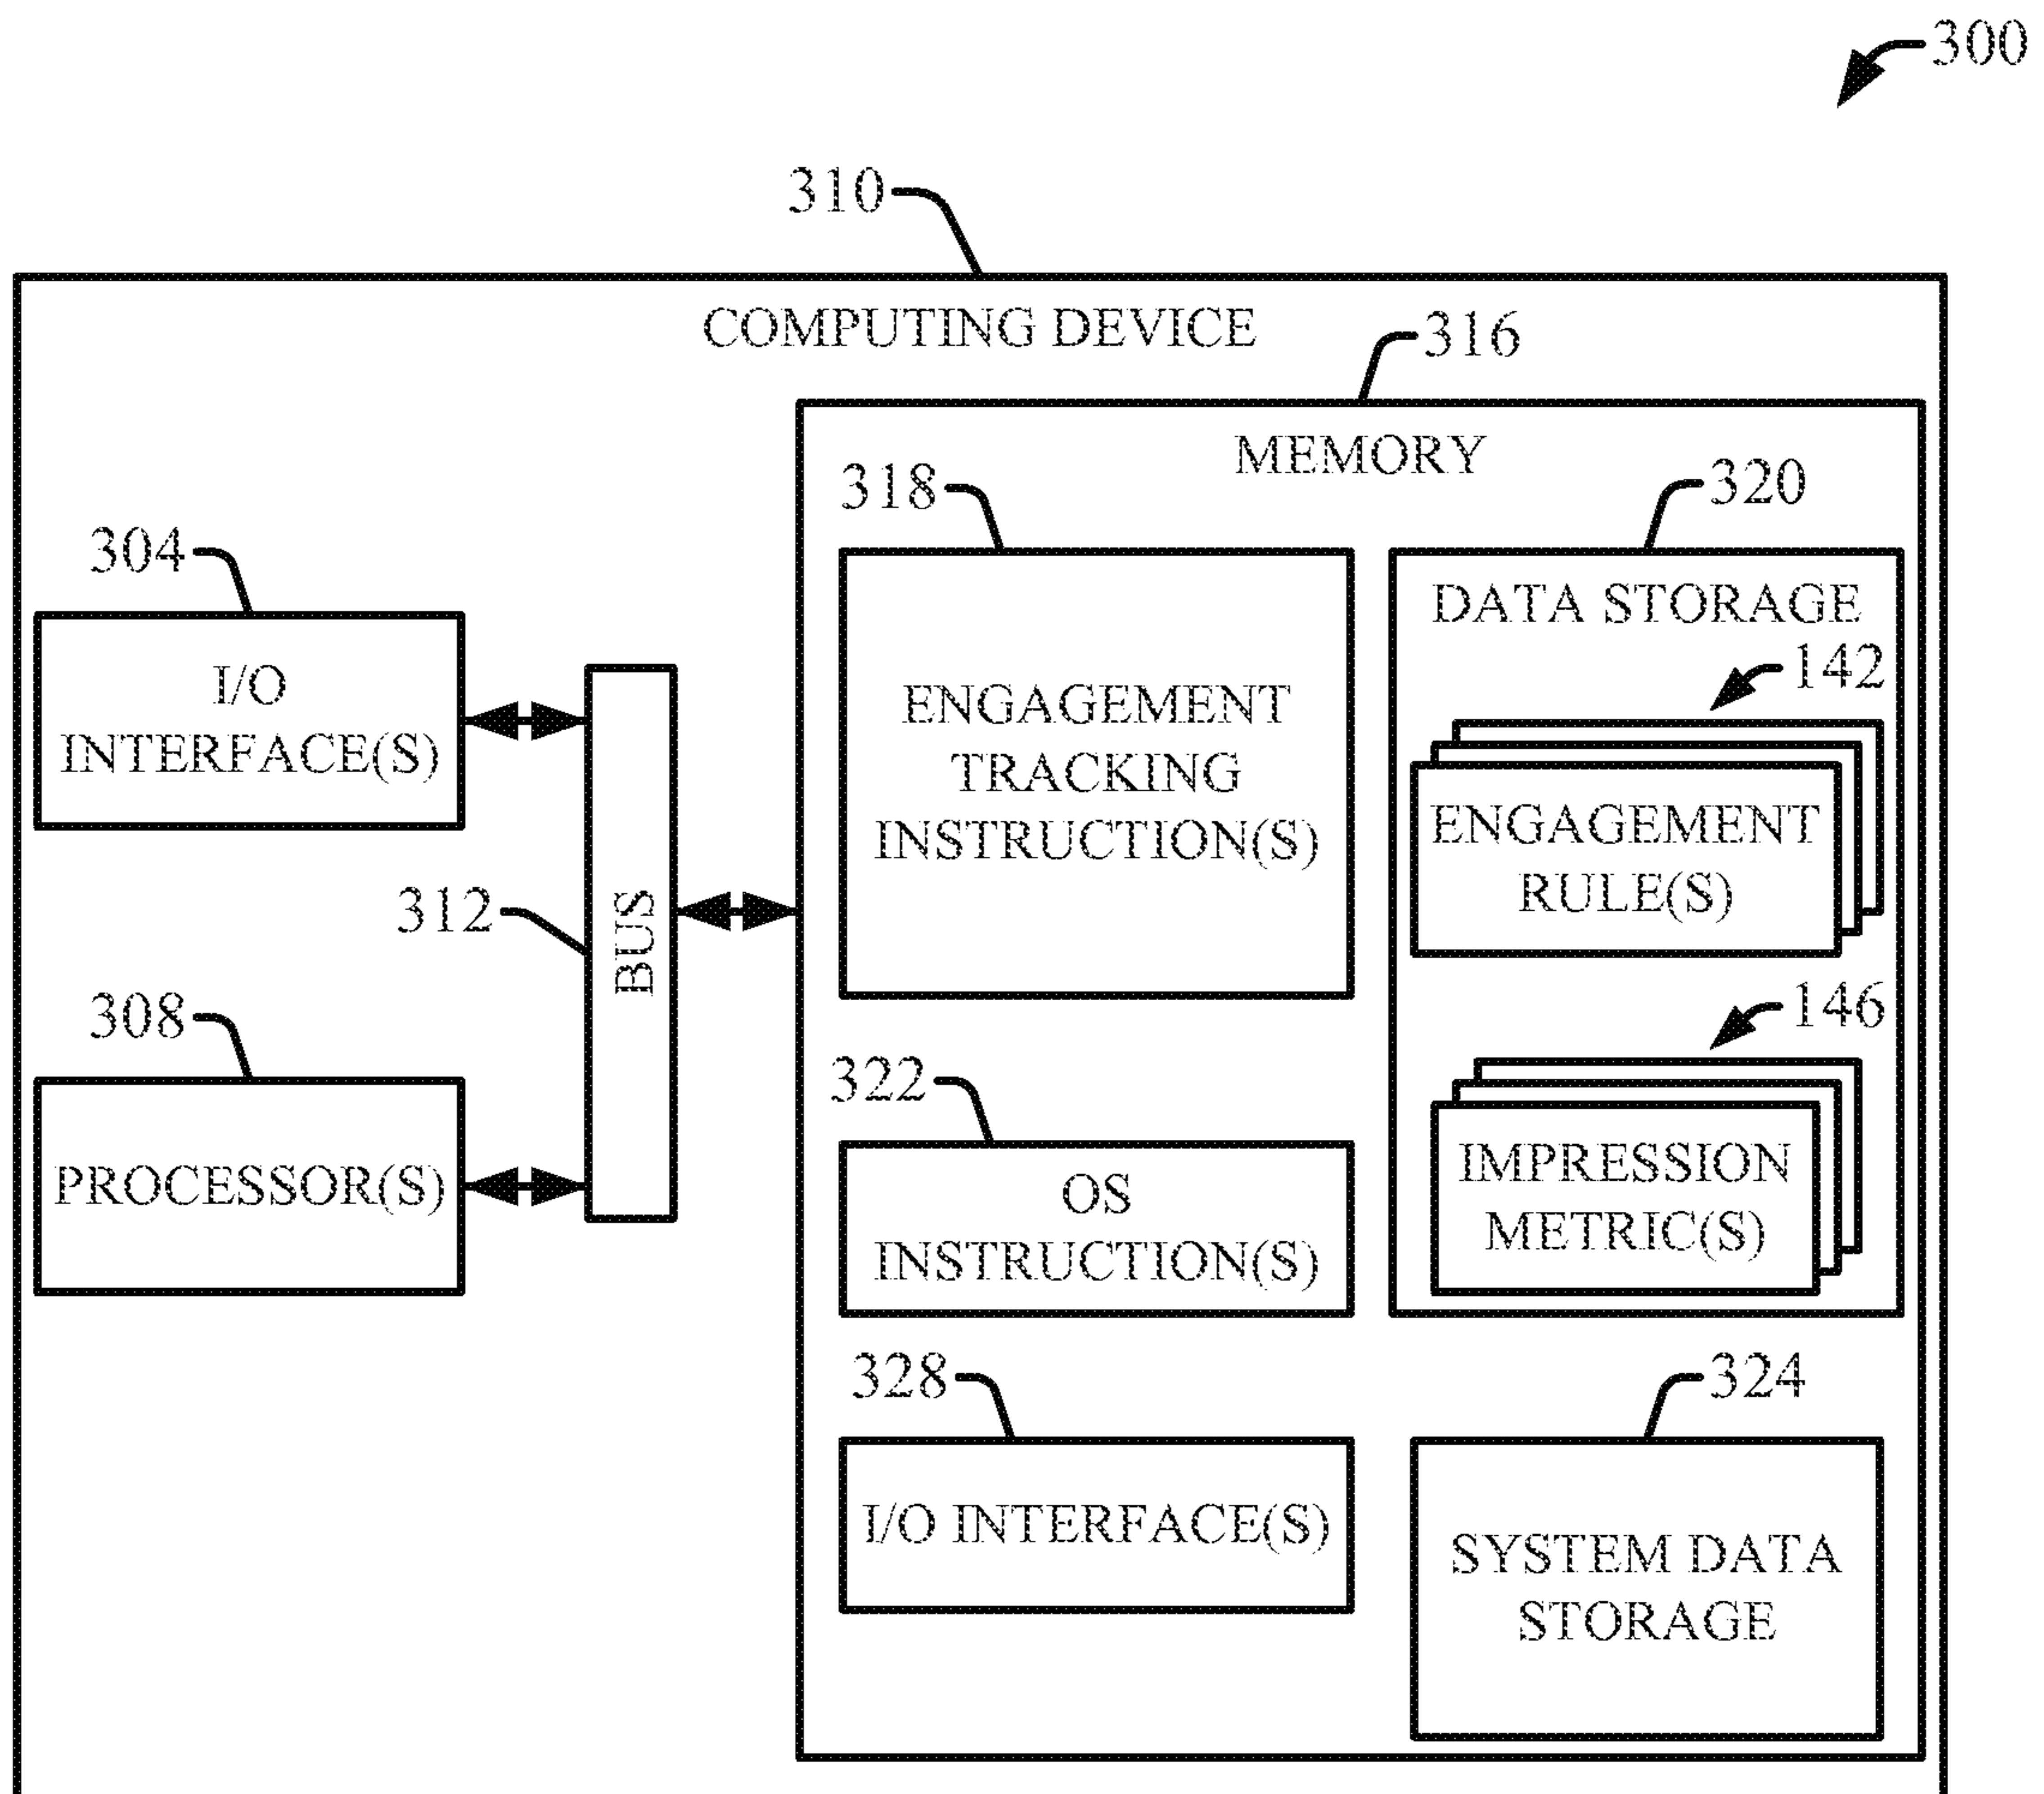 300
310
COMPUTING DEVICE
316
MEMORY
318
320
304
I/O
INTERFACE(S)
312
BUS
308
PROCESSOR(S)
ENGAGEMENT
TRACKING
INSTRUCTION(S)
DATA STORAGE
142
ENGAGEMENT
RULE(S)
146
IMPRESSION
METRIC(S)
322
OS
INSTRUCTION(S)
328
I/O INTERFACE(S)
324
SYSTEM DATA
STORAGE